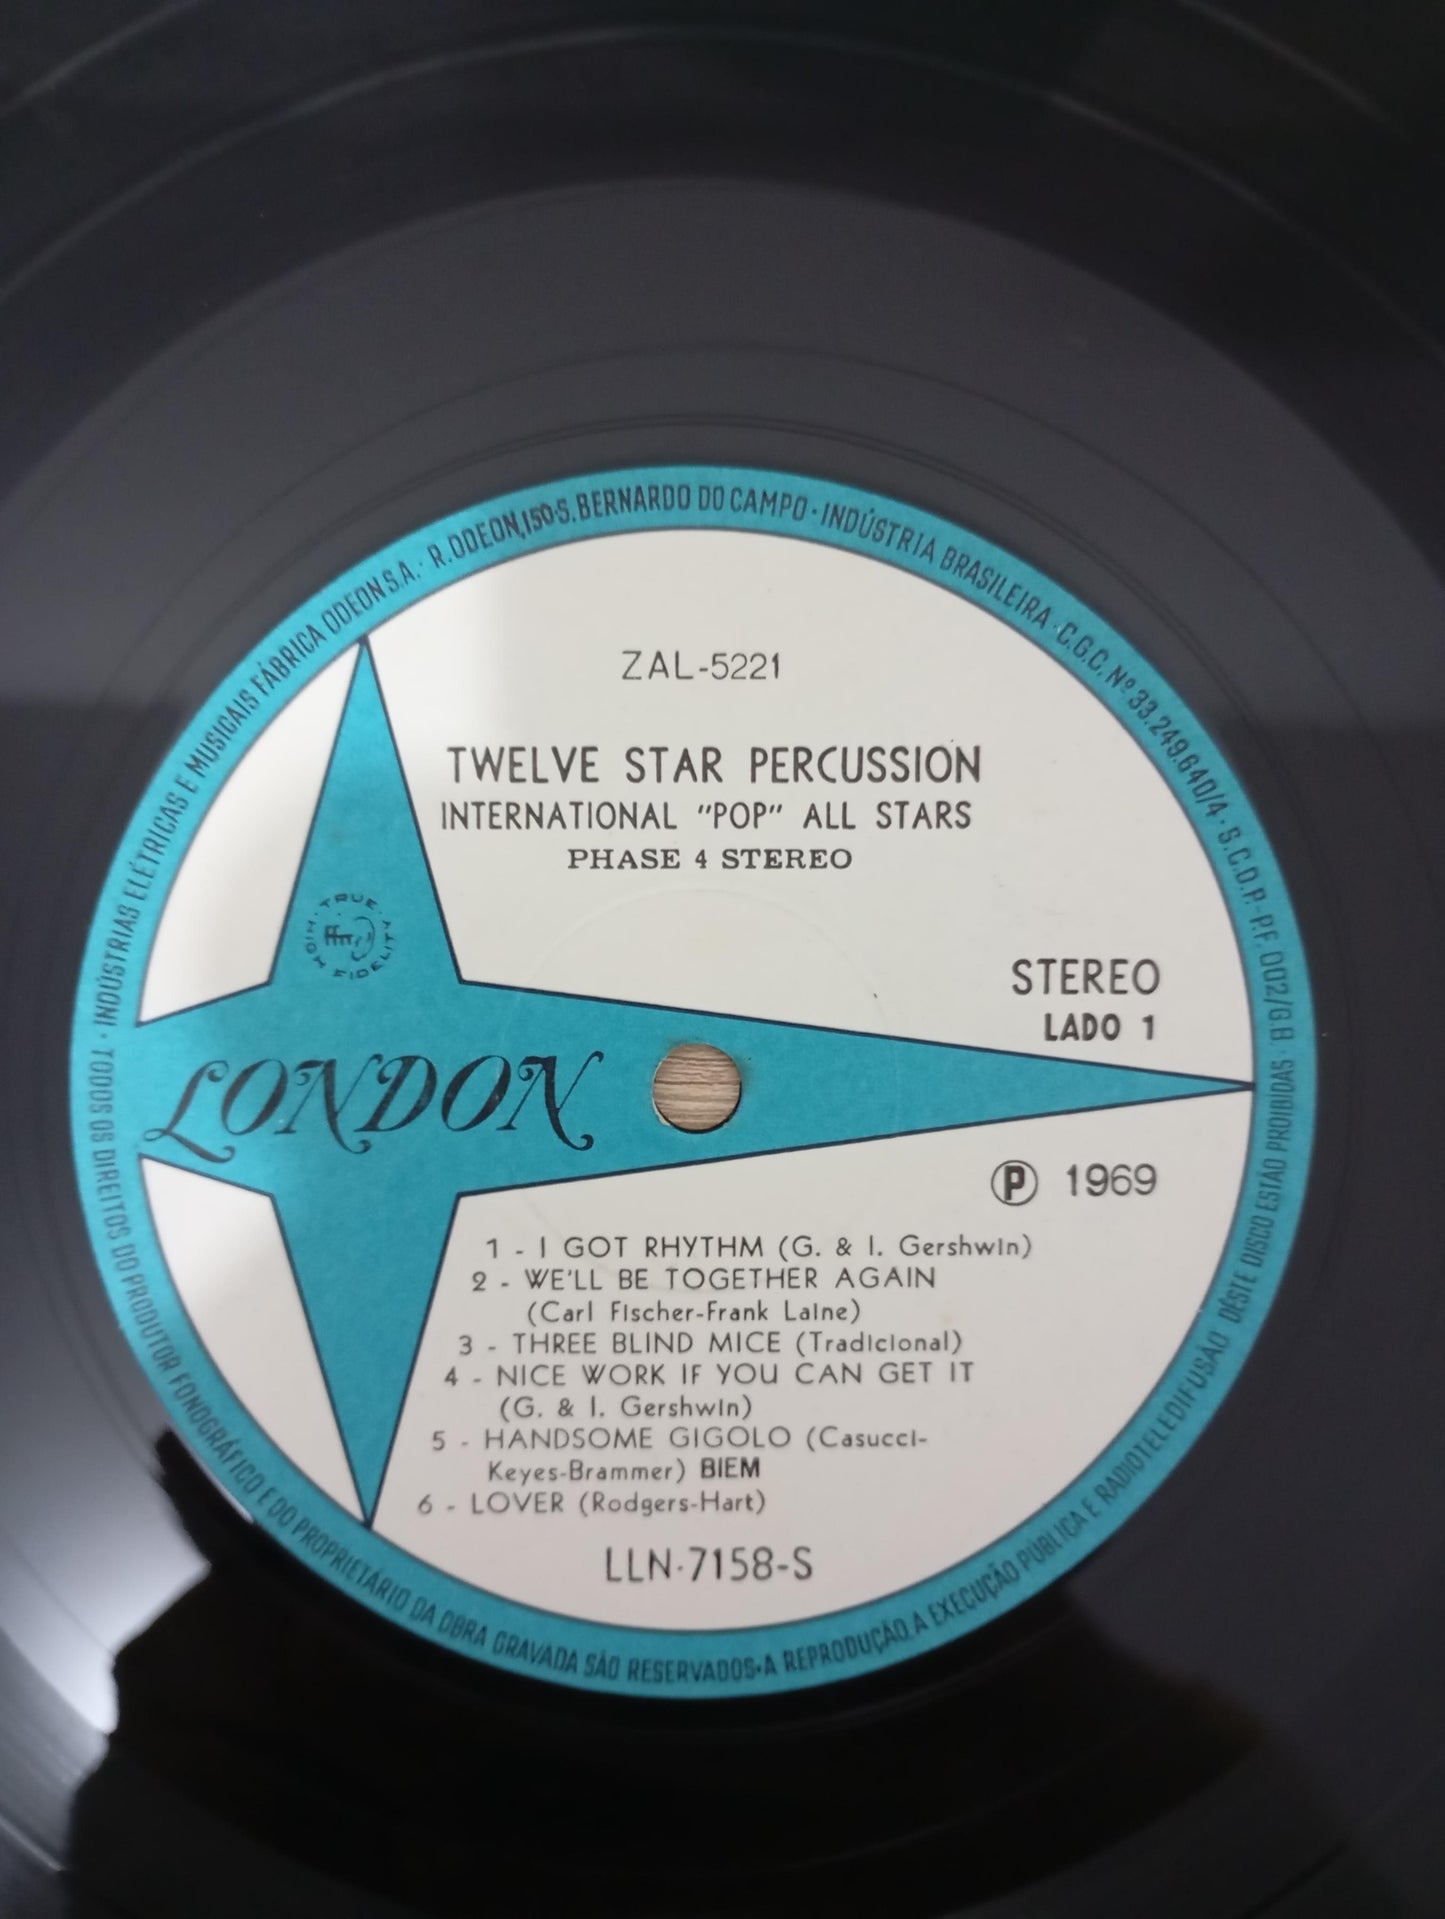 INDÚSTRIAS ELÉTRICAS E MUSICAIS FÁBRICA ODEON S.A. · R. ODEON, 150-S. BERNARDO DO CAMPO · INDÚSTRIA BRASILEIRA · C.G.C. Nº 33.249.640/4 · S.C.D.P.-P.F. 002/G.B ·
ZAL-5221
TWELVE STAR PERCUSSION
INTERNATIONAL "POP" ALL STARS
PHASE 4 STEREO
TRUE
HIGH FIDELITY
ffrr
STEREO
LADO 1
LONDON
P 1969
1 - I GOT RHYTHM (G. & I. Gershwin)
2 - WE'LL BE TOGETHER AGAIN
(Carl Fischer-Frank Laine)
3 - THREE BLIND MICE (Tradicional)
4 - NICE WORK IF YOU CAN GET IT
(G. & I. Gershwin)
5 - HANDSOME GIGOLO (Casucci-
Keyes-Brammer) BIEM
6 - LOVER (Rodgers-Hart)
LLN·7158-S
TODOS OS DIREITOS DO PRODUTOR FONOGRÁFICO E DO PROPRIETÁRIO DA OBRA GRAVADA SÃO RESERVADOS·A REPRODUÇÃO, A EXECUÇÃO PÚBLICA E RADIOTELEDIFUSÃO DÊSTE DISCO ESTÃO PROIBIDAS ·